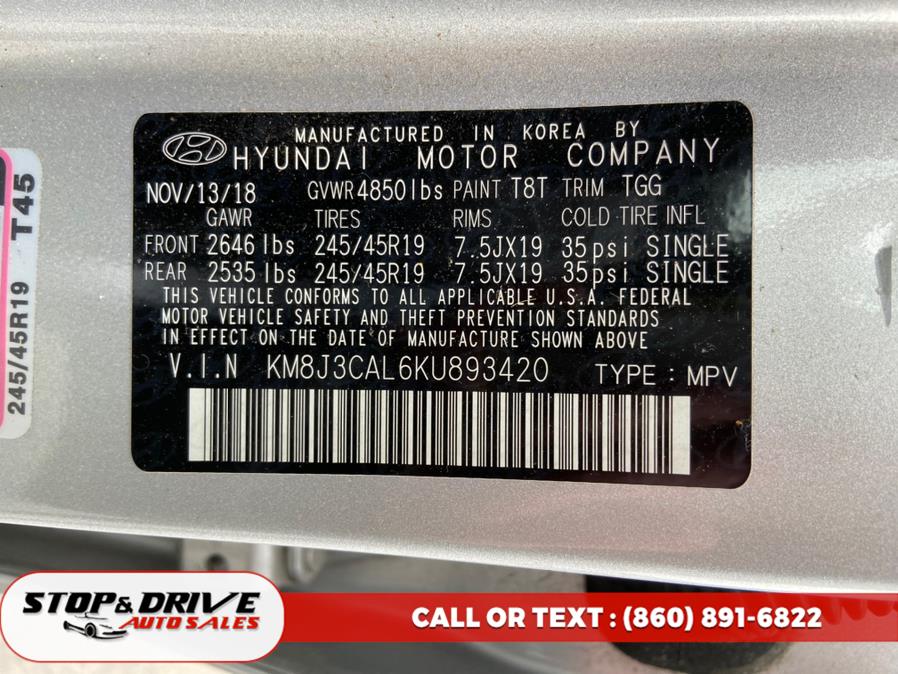 MANUFACTURED IN KOREA BY
HYUNDAI MOTOR COMPANY
NOV/13/18 GVWR4850lbs PAINT T8T TRIM TGG
GAWR TIRES RIMS COLD TIRE INFL
FRONT 2646lbs 245/45R19 7.5JX19 35psi SINGLE
REAR 2535lbs 245/45R19 7.5JX19 35psi SINGLE
THIS VEHICLE CONFORMS TO ALL APPLICABLE U.S.A. FEDERAL
MOTOR VEHICLE SAFETY AND THEFT PREVENTION STANDARDS
IN EFFECT ON THE DATE OF MANUFACTURE SHOWN ABOVE
V.I.N KM8J3CAL6KU893420 TYPE : MPV
245/45R19 T45
STOP & DRIVE
AUTO SALES
CALL OR TEXT : (860) 891-6822